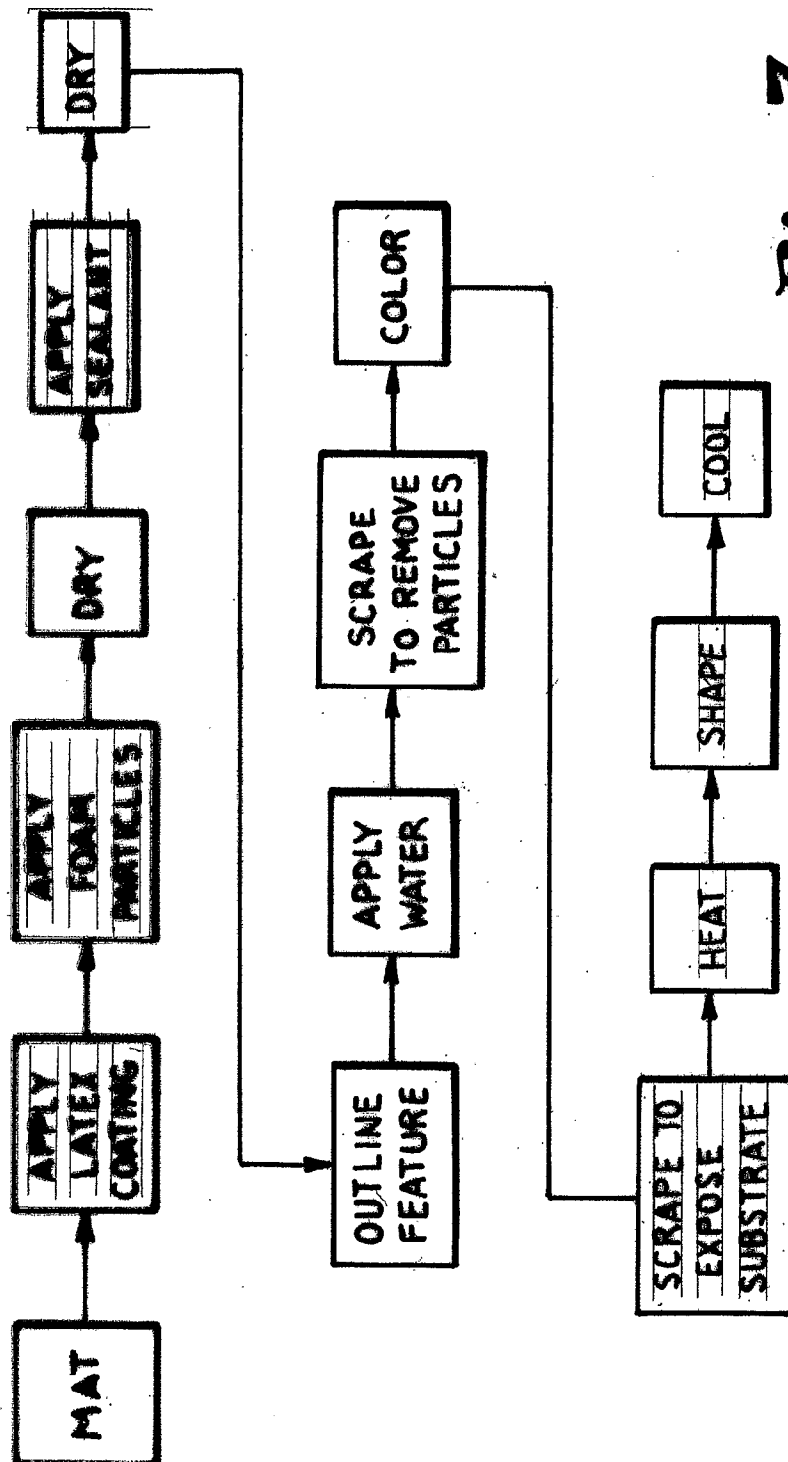 MAT
APPLY
LATEX
COATING
APPLY
FOAM
PARTICLES
DRY
APPLY
SEALANT
DRY
OUTLINE
FEATURE
APPLY
WATER
SCRAPE
TO REMOVE
PARTICLES
COLOR
SCRAPE TO
EXPOSE
SUBSTRATE
HEAT
SHAPE
COOL